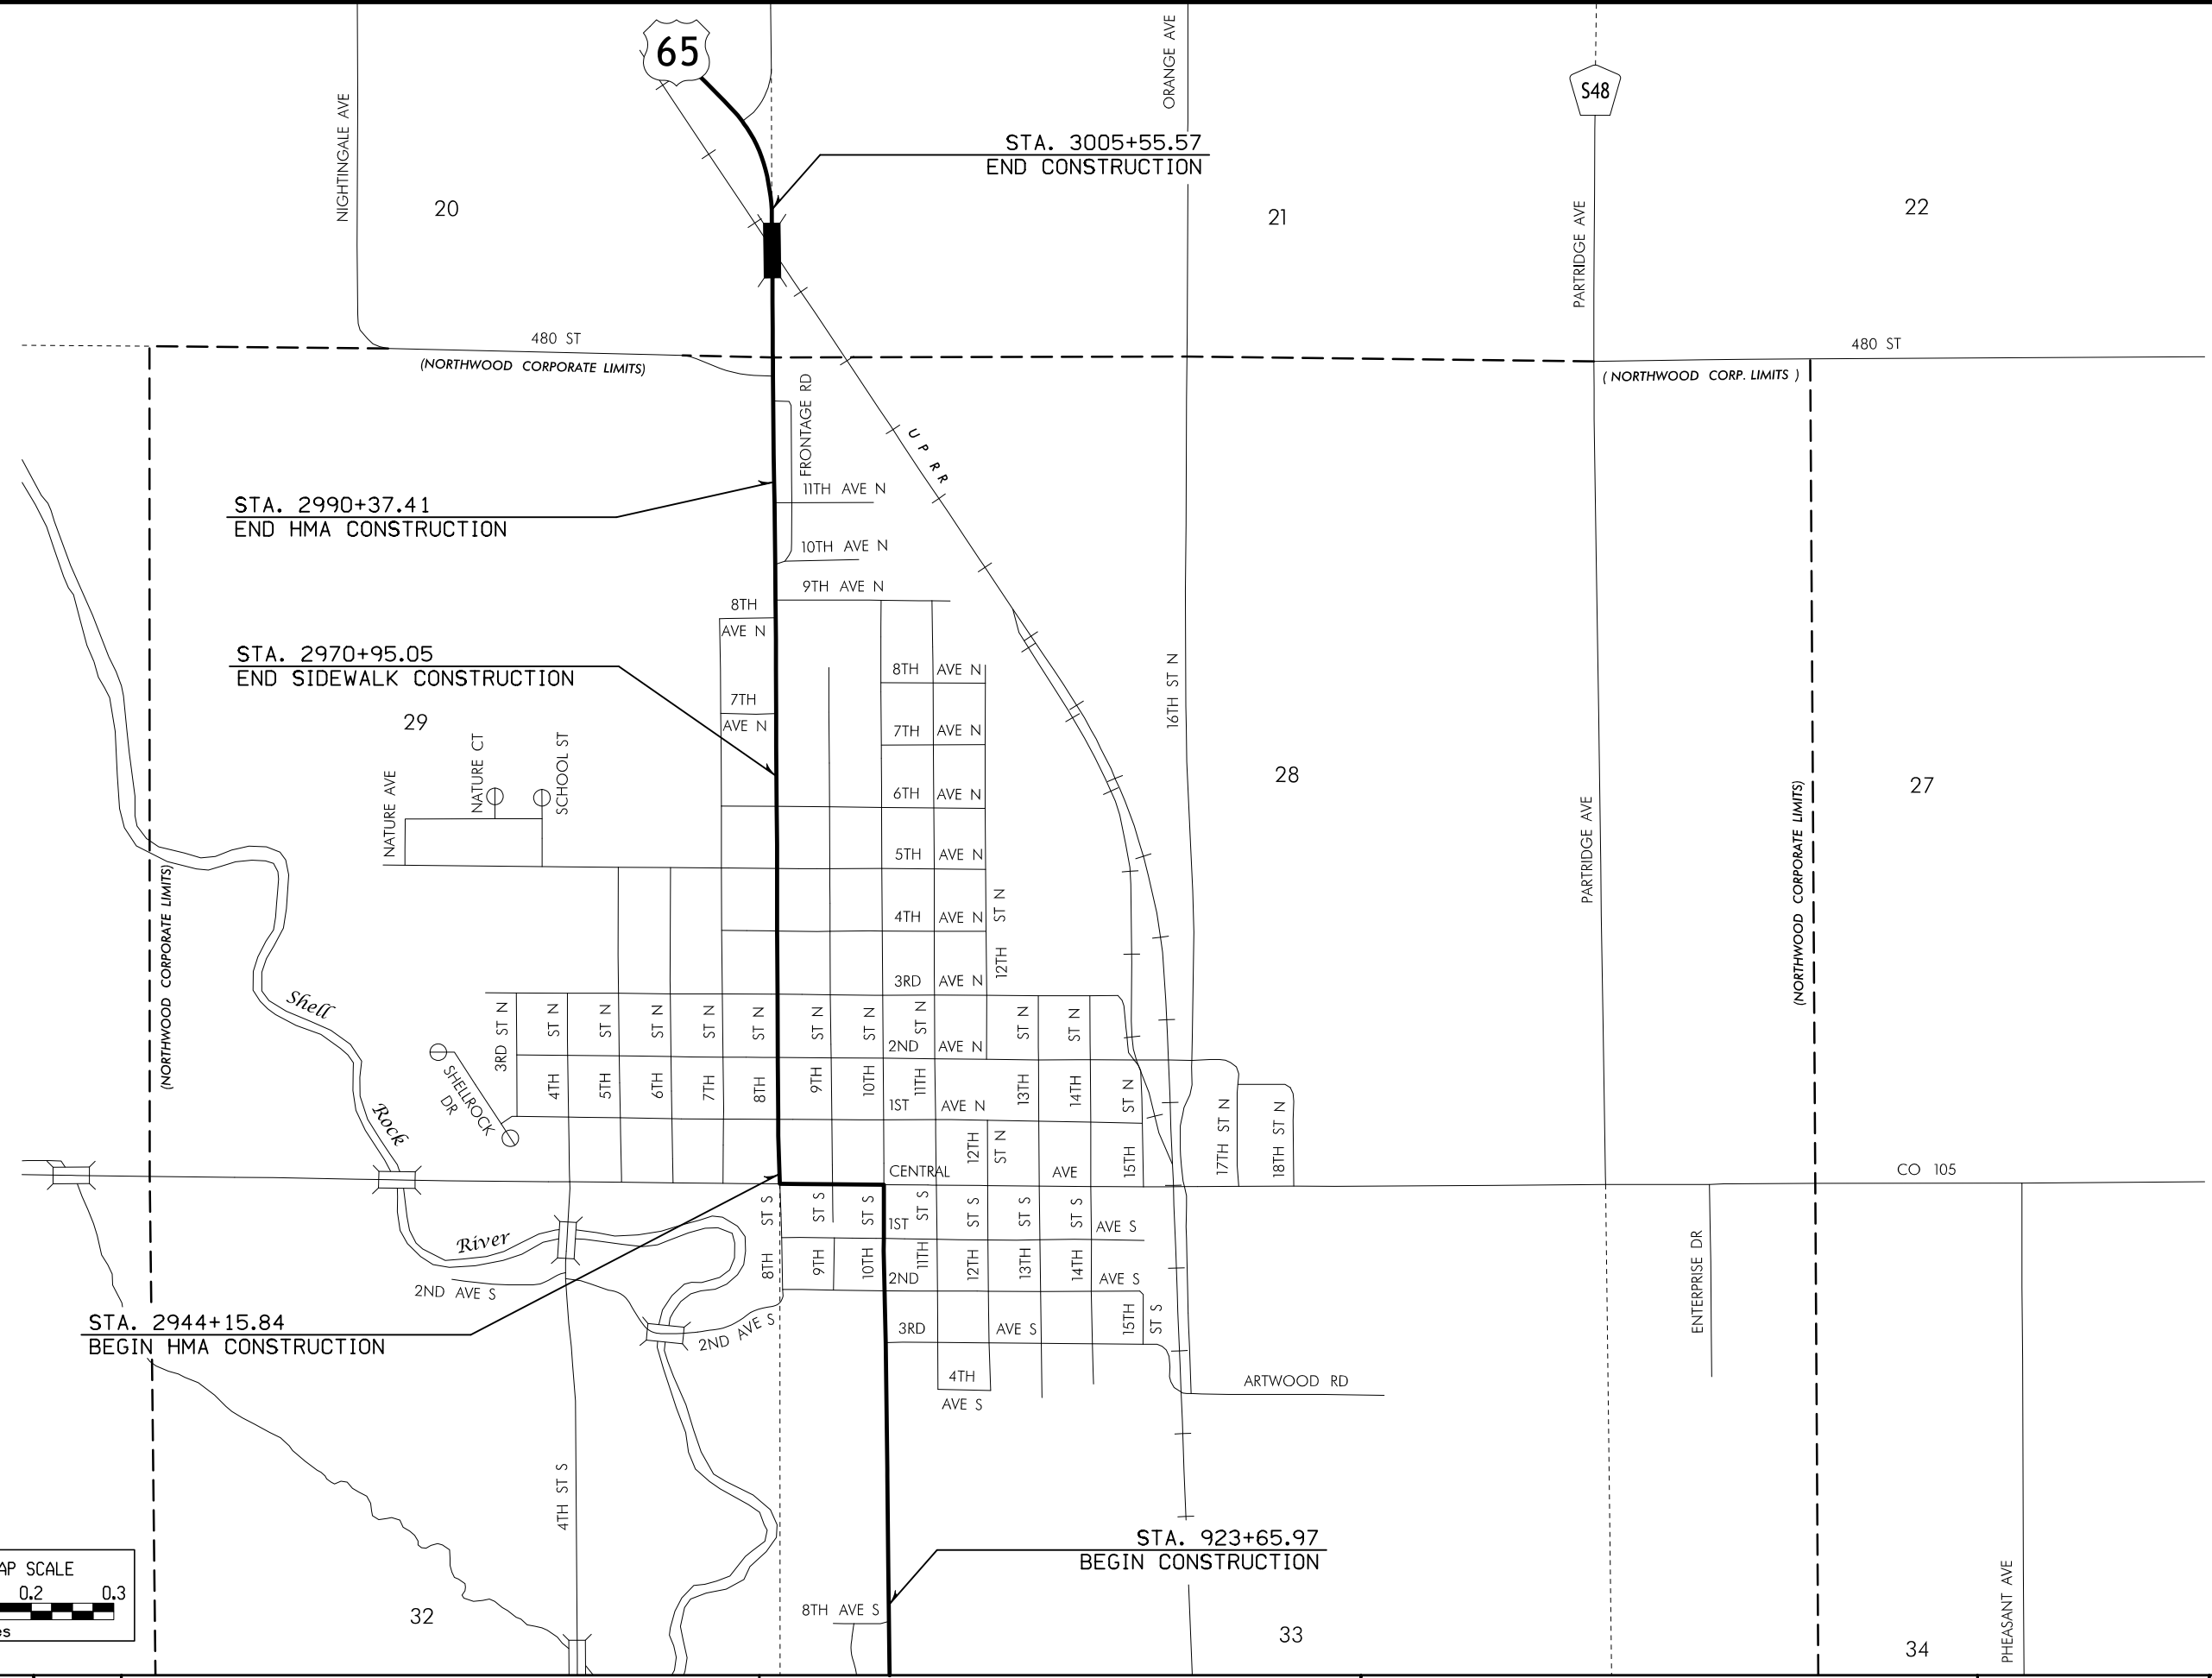 65
NIGHTINGALE AVE
ORANGE AVE
S48
STA. 3005+55.57
END CONSTRUCTION
20
21
PARTRIDGE AVE
22
480 ST
(NORTHWOOD CORPORATE LIMITS)
480 ST
( NORTHWOOD CORP. LIMITS )
FRONTAGE RD
U P R R
STA. 2990+37.41
END HMA CONSTRUCTION
11TH AVE N
10TH AVE N
9TH AVE N
8TH
AVE N
STA. 2970+95.05
END SIDEWALK CONSTRUCTION
8TH AVE N
16TH ST N
7TH
AVE N
29
7TH AVE N
NATURE CT
SCHOOL ST
NATURE AVE
28
27
6TH AVE N
PARTRIDGE AVE
(NORTHWOOD CORPORATE LIMITS)
5TH AVE N
(NORTHWOOD CORPORATE LIMITS)
4TH AVE N
12TH ST N
3RD AVE N
Shell
3RD ST N
4TH ST N
5TH ST N
6TH ST N
7TH ST N
8TH ST N
9TH ST N
10TH ST N
11TH ST N
13TH ST N
14TH ST N
2ND AVE N
SHELLROCK
DR
1ST AVE N
15TH ST N
17TH ST N
18TH ST N
Rock
12TH ST N
CENTRAL AVE
CO 105
River
8TH ST S
9TH ST S
10TH ST S
11TH ST S
12TH ST S
13TH ST S
14TH ST S
1ST AVE S
2ND AVE S
2ND AVE S
2ND AVE S
ENTERPRISE DR
STA. 2944+15.84
BEGIN HMA CONSTRUCTION
3RD AVE S
15TH ST S
4TH
AVE S
ARTWOOD RD
4TH ST S
STA. 923+65.97
BEGIN CONSTRUCTION
AP SCALE
0.2 0.3
es
32
8TH AVE S
33
34
PHEASANT AVE